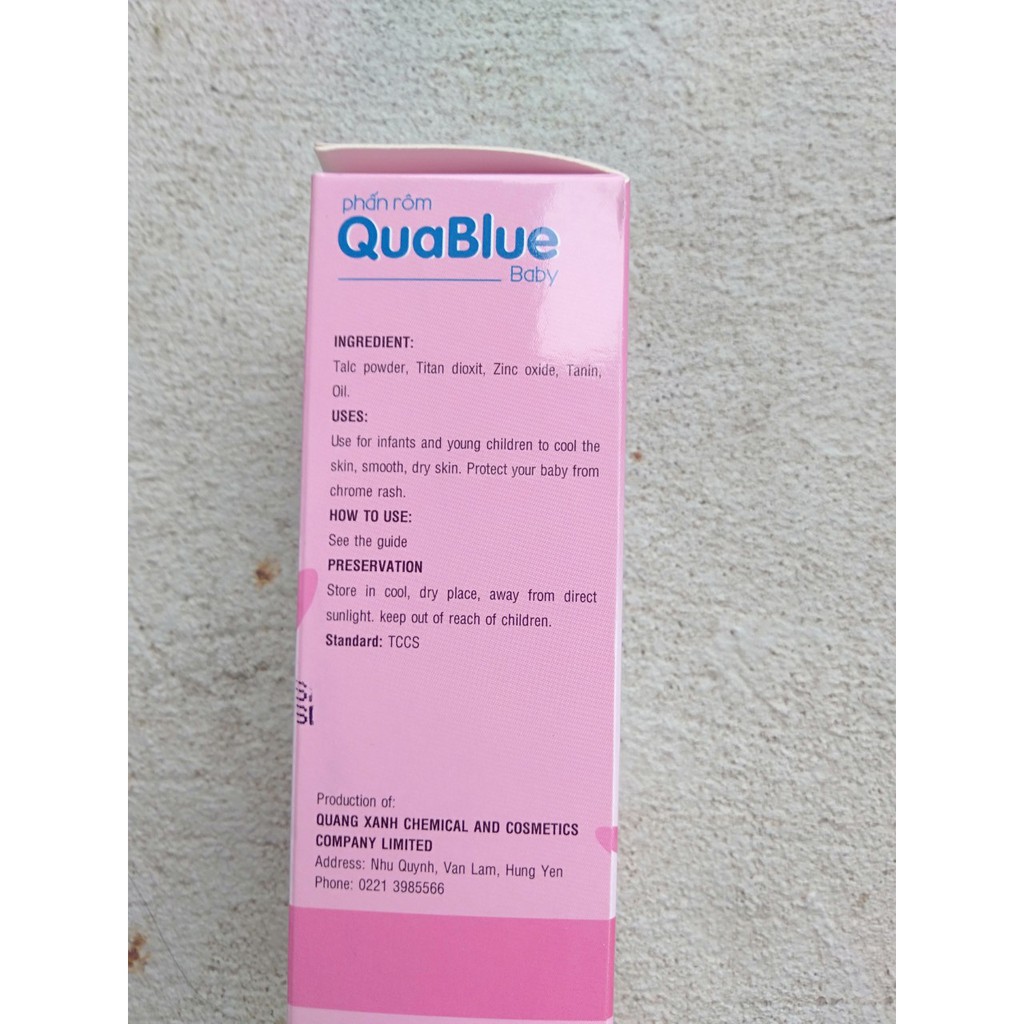 phấn rôm
QuaBlue
Baby
INGREDIENT:
Talc powder, Titan dioxit, Zinc oxide, Tanin,
Oil.
USES:
Use for infants and young children to cool the
skin, smooth, dry skin. Protect your baby from
chrome rash.
HOW TO USE:
See the guide
PRESERVATION
Store in cool, dry place, away from direct
sunlight. keep out of reach of children.
Standard: TCCS
Production of:
QUANG XANH CHEMICAL AND COSMETICS
COMPANY LIMITED
Address: Nhu Quynh, Van Lam, Hung Yen
Phone: 0221 3985566